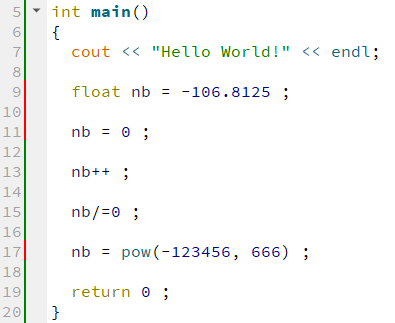 5 int main()
6 {
7 cout << "Hello World!" << endl;
8
9 float nb = -106.8125 ;
10
11 nb = 0 ;
12
13 nb++ ;
14
15 nb/=0 ;
16
17 nb = pow(-123456, 666) ;
18
19 return 0 ;
20 }